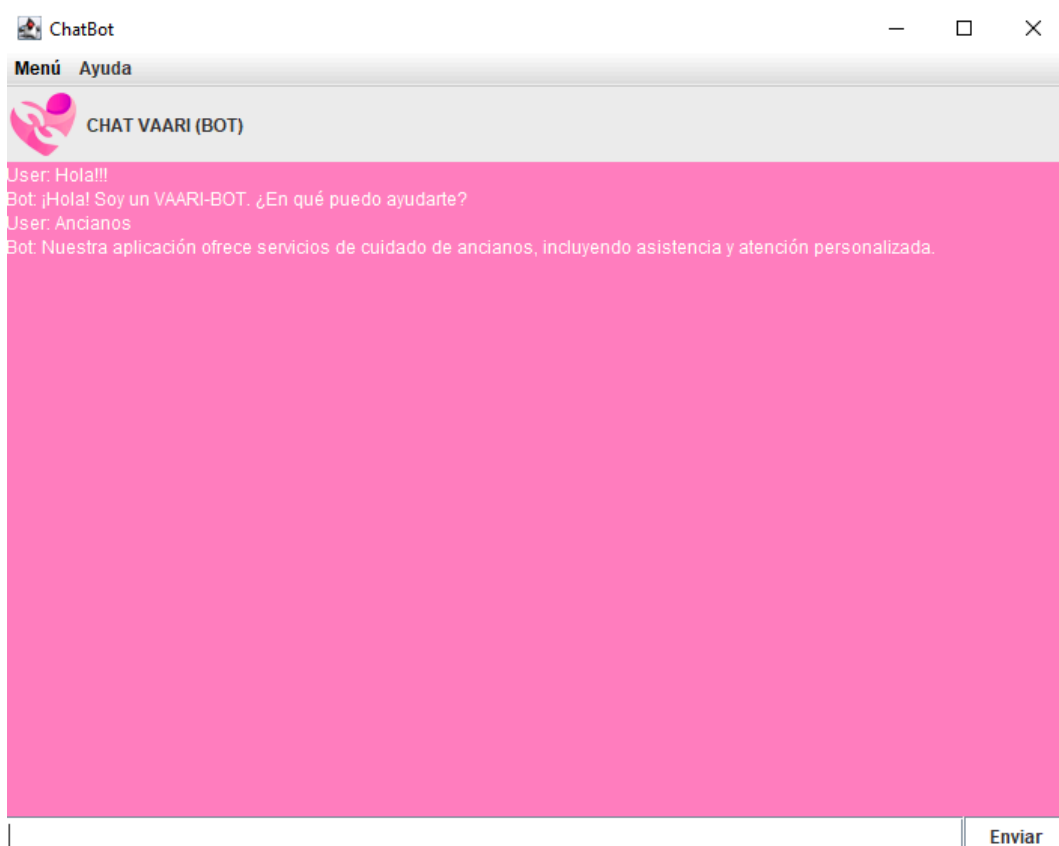 ChatBot
Menú Ayuda
CHAT VAARI (BOT)
User: Hola!!!
Bot: ¡Hola! Soy un VAARI-BOT. ¿En qué puedo ayudarte?
User: Ancianos
Bot: Nuestra aplicación ofrece servicios de cuidado de ancianos, incluyendo asistencia y atención personalizada.
Enviar